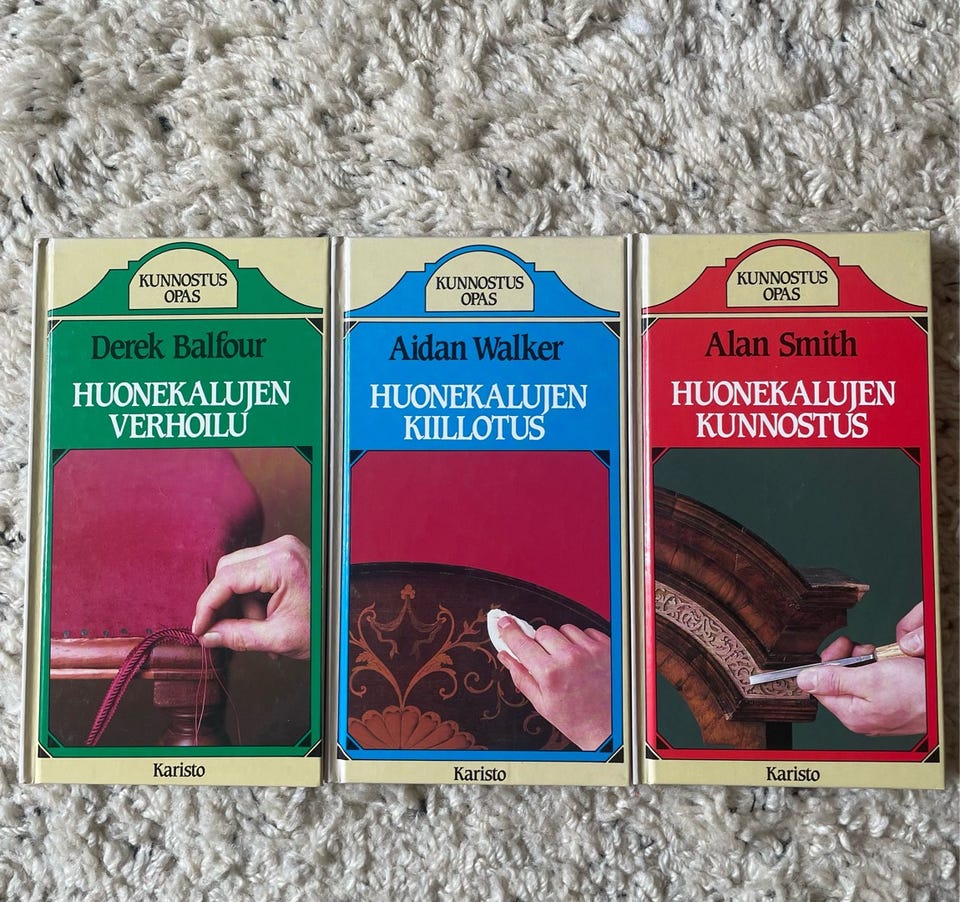 KUNNOSTUS
OPAS
Derek Balfour
HUONEKALUJEN
VERHOILU
Karisto
KUNNOSTUS
OPAS
Aidan Walker
HUONEKALUJEN
KIILLOTUS
Karisto
KUNNOSTUS
OPAS
Alan Smith
HUONEKALUJEN
KUNNOSTUS
Karisto